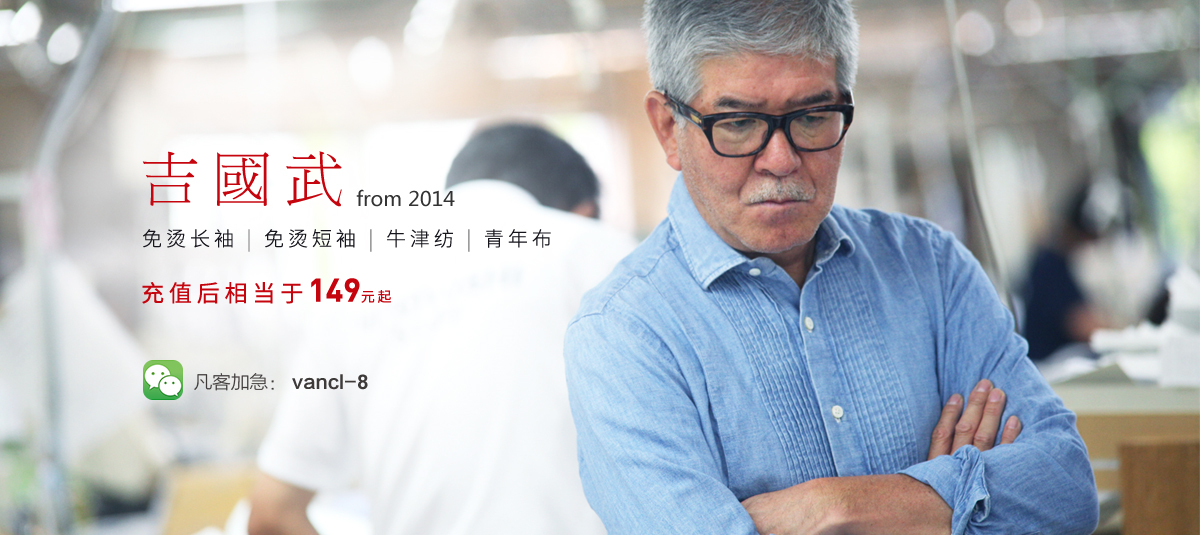 吉國武 from 2014
免烫长袖 | 免烫短袖 | 牛津纺 | 青年布
充值后相当于149元起
凡客加急： vancl-8